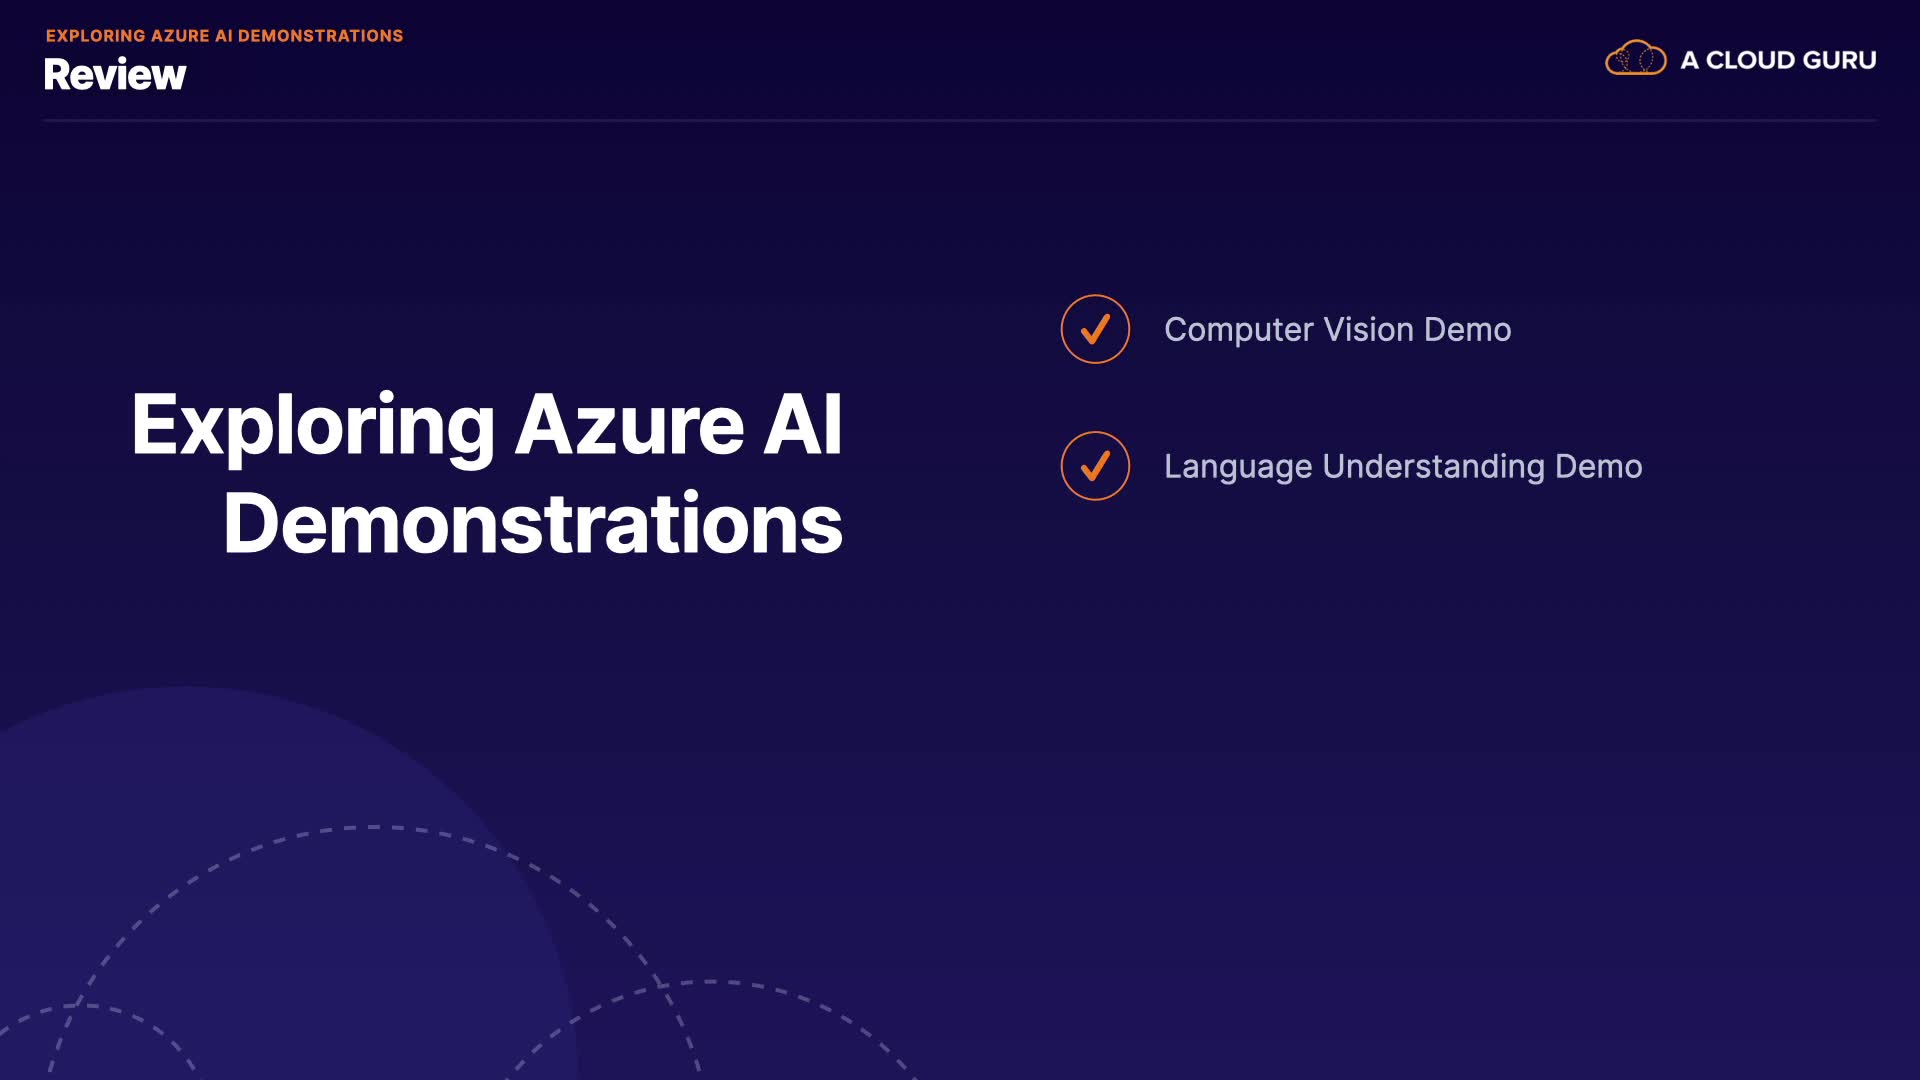 EXPLORING AZURE AI DEMONSTRATIONS
Review
A CLOUD GURU
Exploring Azure AI
Demonstrations
Computer Vision Demo
Language Understanding Demo